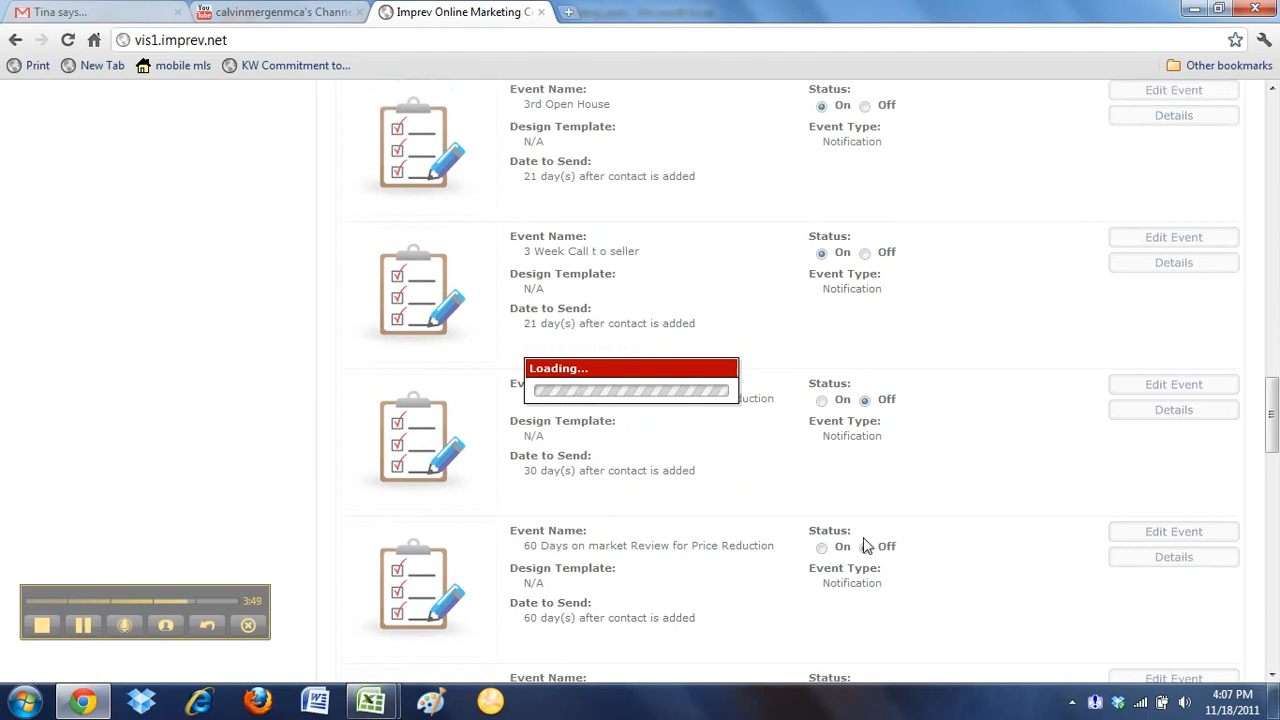 Tina says...
You Tube
calvinmergenmca's Channe
Imprev Online Marketing C
vis1.imprev.net
Print
New Tab
mobile mls
KW Commitment to...
Other bookmarks
Event Name:
3rd Open House
Design Template:
N/A
Date to Send:
21 day(s) after contact is added
Status:
On Off
Event Type:
Notification
Edit Event
Details
Event Name:
3 Week Call t o seller
Design Template:
N/A
Date to Send:
21 day(s) after contact is added
Status:
On Off
Event Type:
Notification
Edit Event
Details
Loading...
Ev
duction
Design Template:
N/A
Date to Send:
30 day(s) after contact is added
Status:
On Off
Event Type:
Notification
Edit Event
Details
Event Name:
60 Days on market Review for Price Reduction
Design Template:
N/A
Date to Send:
60 day(s) after contact is added
Status:
On Off
Event Type:
Notification
Edit Event
Details
Event Name:
Status:
Edit Event
3:49
4:07 PM
11/18/2011